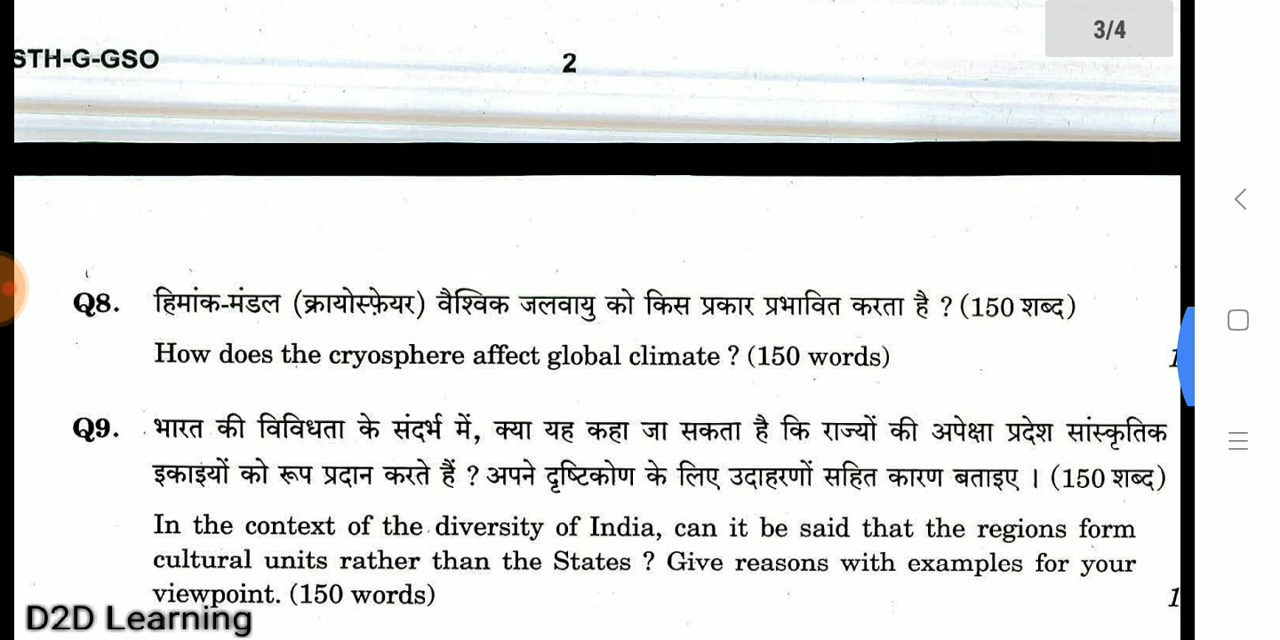 3/4
STH-G-GSO
2
Q8. हिमांक-मंडल (क्रायोस्फ़ेयर) वैश्विक जलवायु को किस प्रकार प्रभावित करता है ? (150 शब्द)
How does the cryosphere affect global climate ? (150 words)
1
Q9. भारत की विविधता के संदर्भ में, क्या यह कहा जा सकता है कि राज्यों की अपेक्षा प्रदेश सांस्कृतिक
इकाइयों को रूप प्रदान करते हैं ? अपने दृष्टिकोण के लिए उदाहरणों सहित कारण बताइए । (150 शब्द)
In the context of the diversity of India, can it be said that the regions form
cultural units rather than the States ? Give reasons with examples for your
viewpoint. (150 words)
1
D2D Learning